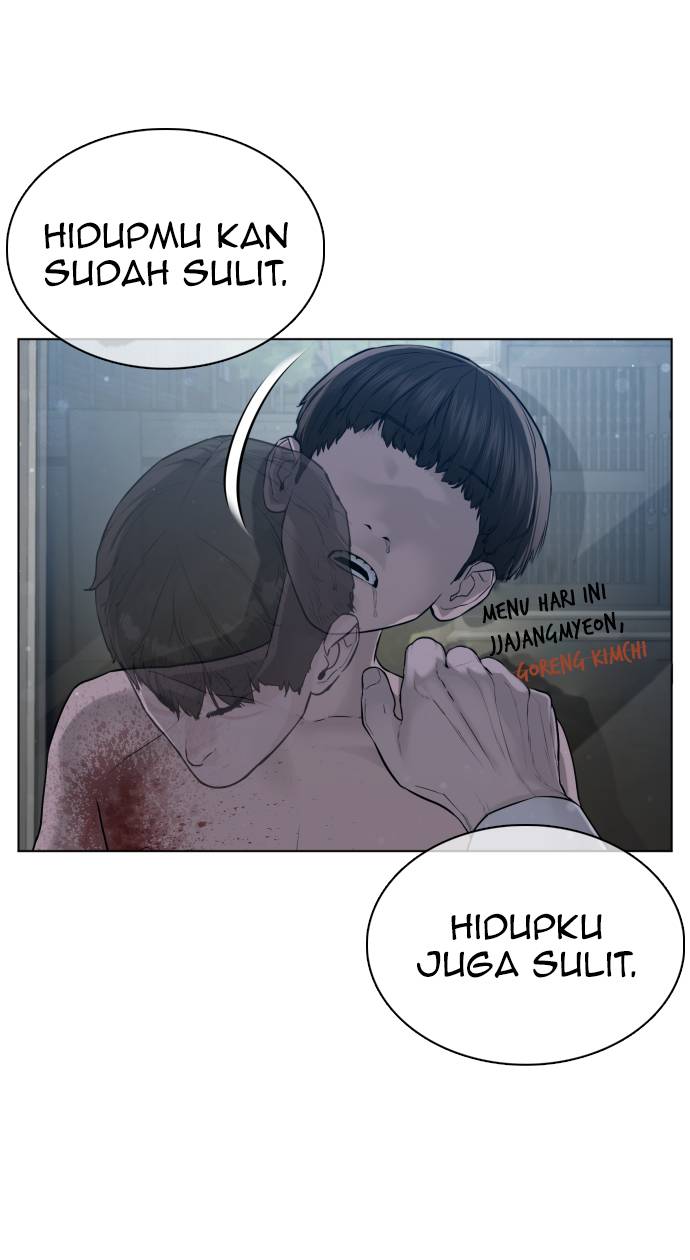 HIDUPMU KAN
SUDAH SULIT.
MENU HARI INI
JJAJANGMYEON,
GORENG KIMCHI
HIDUPKU
JUGA SULIT.